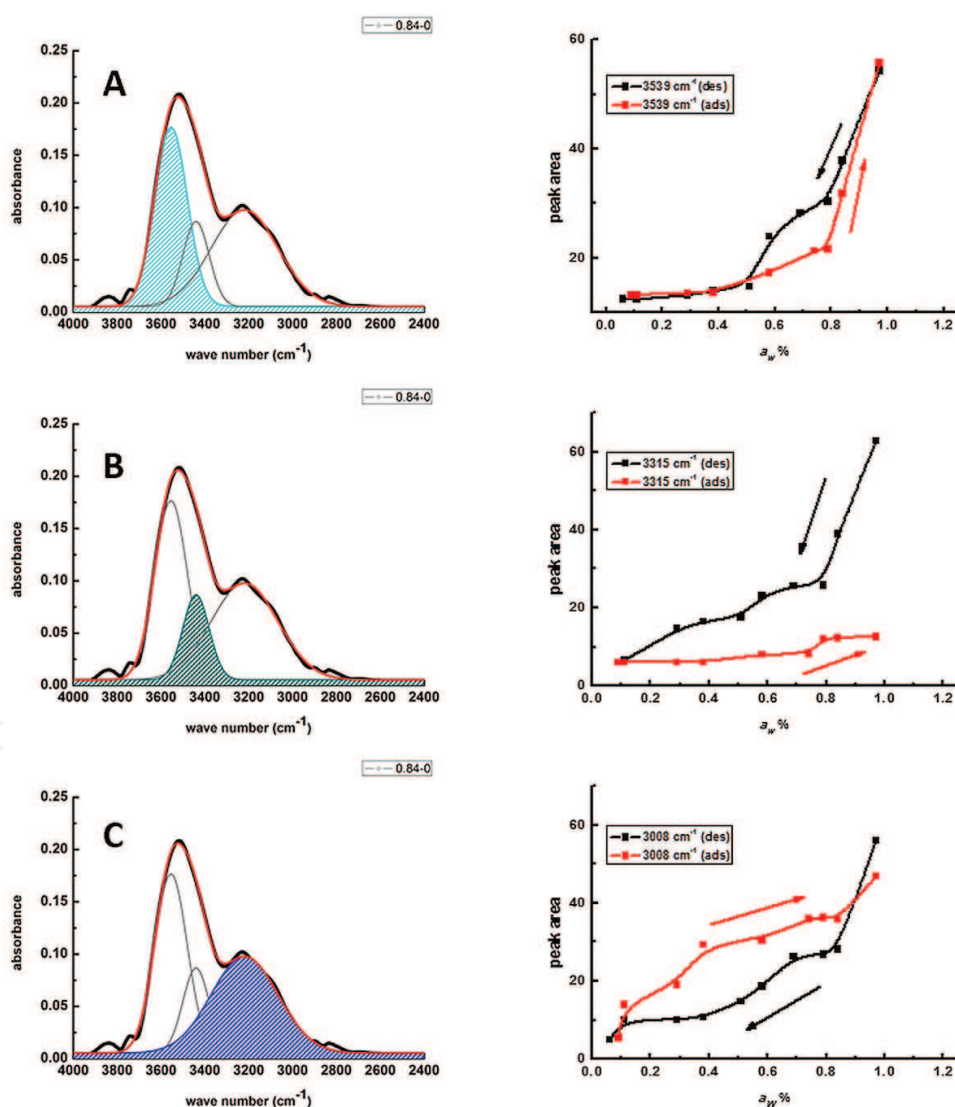 0.84-0
A
0.25
0.20
0.15
0.10
0.05
0.00
absorbance
4000 3800 3600 3400 3200 3000 2800 2600 2400
wave number (cm-1)
60
40
20
peak area
3539 cm-1 (des)
3539 cm-1 (ads)
0.0 0.2 0.4 0.6 0.8 1.0 1.2
aw%
0.84-0
B
0.25
0.20
0.15
0.10
0.05
0.00
absorbance
4000 3800 3600 3400 3200 3000 2800 2600 2400
wave number (cm-1)
60
40
20
0
peak area
3315 cm-1 (des)
3315 cm-1 (ads)
0.0 0.2 0.4 0.6 0.8 1.0 1.2
aw%
0.84-0
C
0.25
0.20
0.15
0.10
0.05
0.00
absorbance
4000 3800 3600 3400 3200 3000 2800 2600 2400
wave number (cm-1)
60
40
20
0
peak area
3008 cm-1 (des)
3008 cm-1 (ads)
0.0 0.2 0.4 0.6 0.8 1.0 1.2
aw%